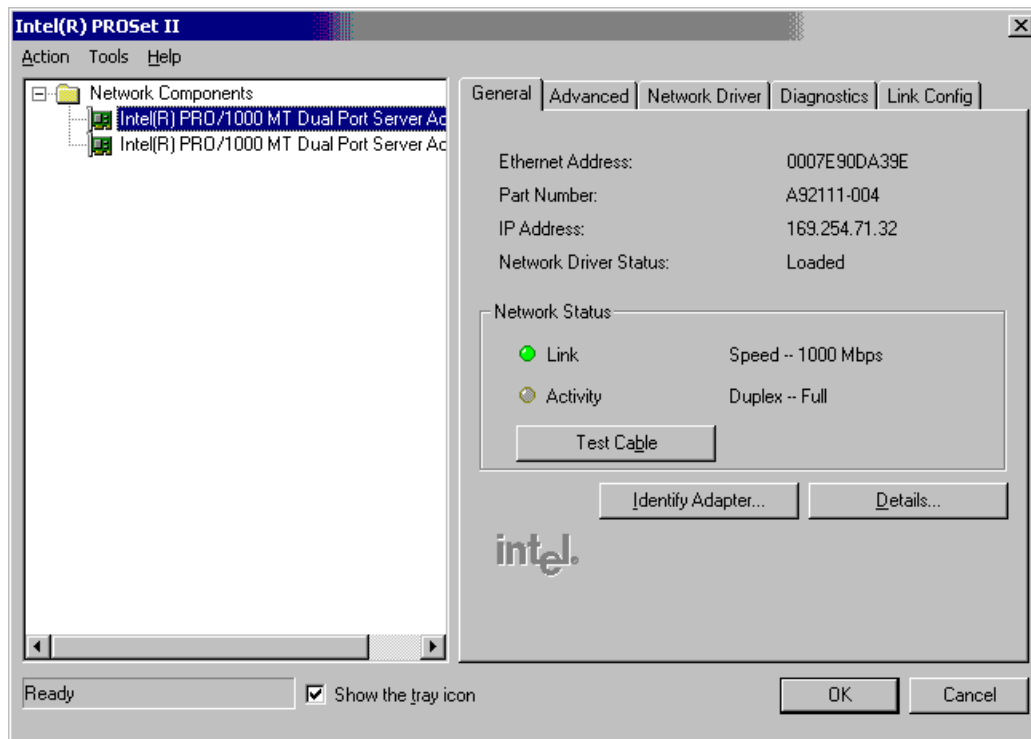 Intel(R) PROSet II
Action Tools Help
Network Components
Intel(R) PRO/1000 MT Dual Port Server Ac
Intel(R) PRO/1000 MT Dual Port Server Ac
General Advanced Network Driver Diagnostics Link Config
Ethernet Address: 0007E90DA39E
Part Number: A92111-004
IP Address: 169.254.71.32
Network Driver Status: Loaded
Network Status
Link Speed -- 1000 Mbps
Activity Duplex -- Full
Test Cable
Identify Adapter... Details...
intel.
Ready Show the tray icon OK Cancel